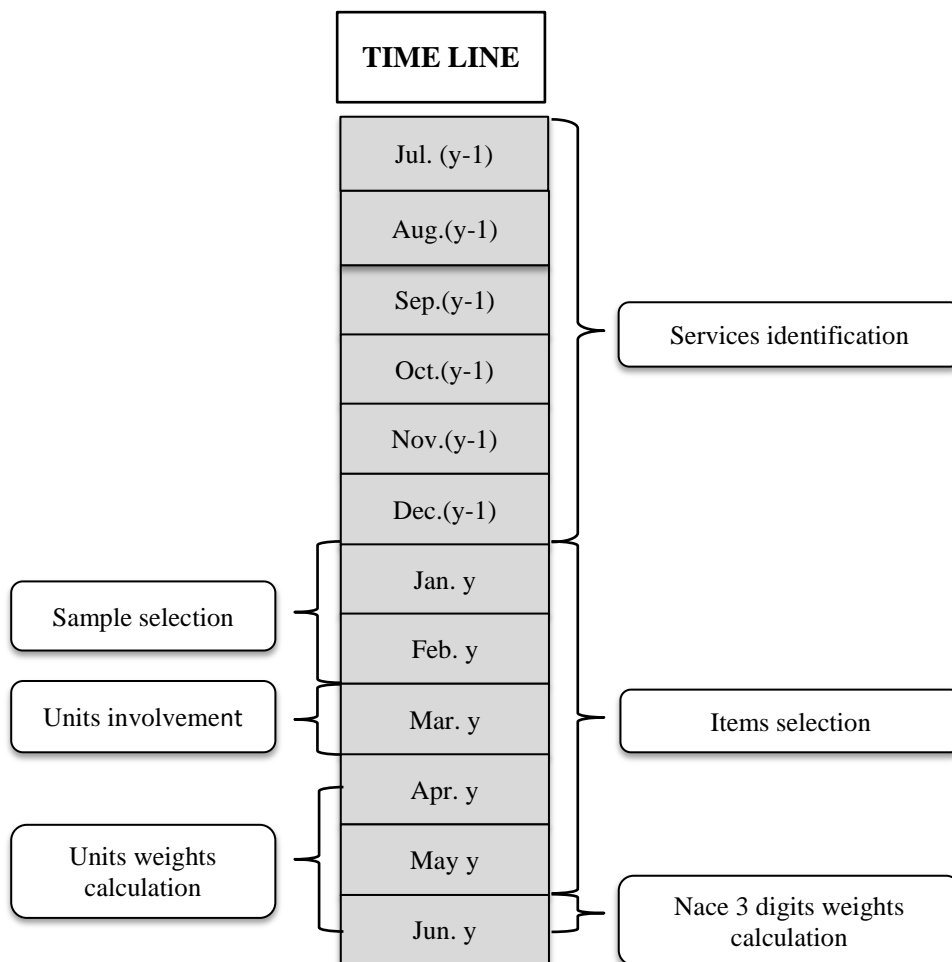 TIME LINE
Jul. (y-1)
Aug.(y-1)
Sep.(y-1)
Services identification
Oct.(y-1)
Nov.(y-1)
Dec.(y-1)
Jan. y
Sample selection
Feb. y
Units involvement
Mar. y
Items selection
Apr. y
Units weights
calculation
May y
Nace 3 digits weights
calculation
Jun. y